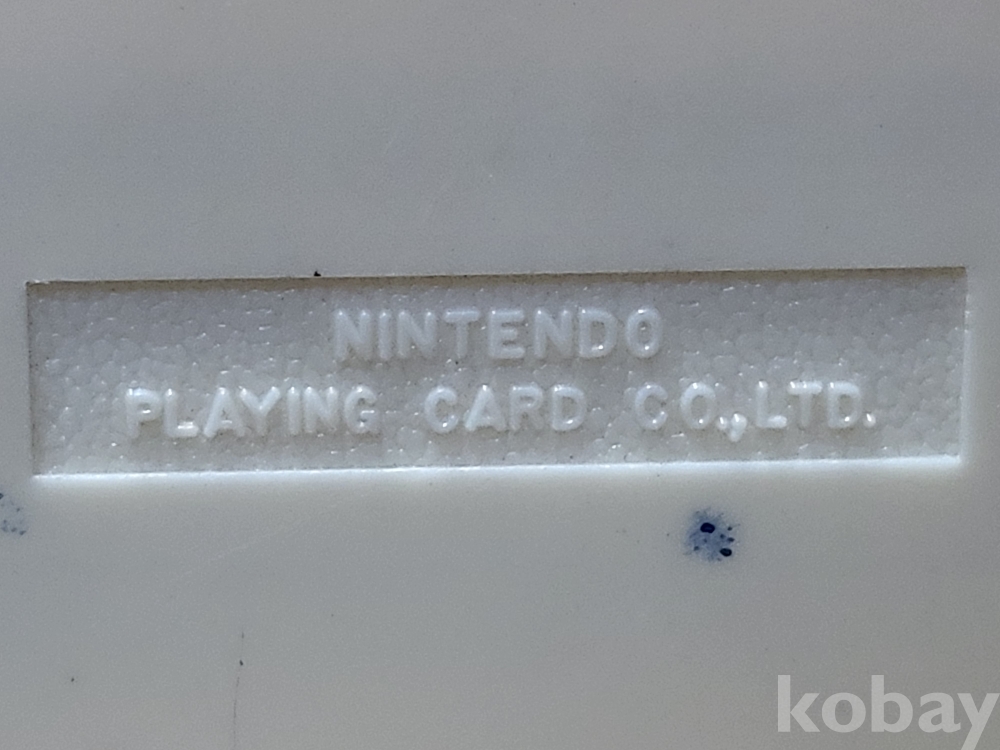 NINTENDO
PLAYING CARD CO.,LTD.
kobay